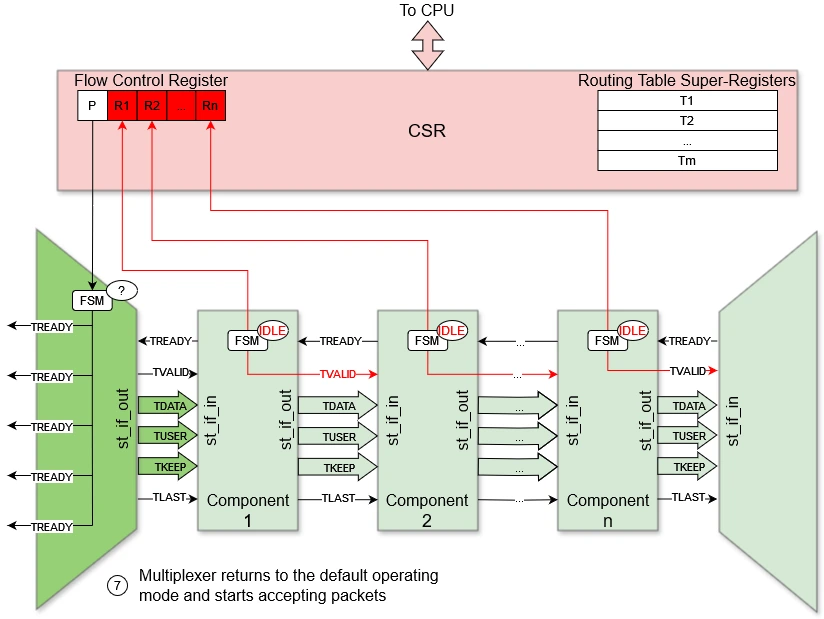 To CPU
Flow Control Register
Routing Table Super-Registers
P R1 R2 ... Rn
CSR
T1
T2
...
Tm
FSM ?
TREADY
TREADY
TREADY
TREADY
TREADY
st_if_out
TREADY
TVALID
TDATA
TUSER
TKEEP
TLAST
FSM IDLE
st_if_in
st_if_out
Component
1
TREADY
TVALID
TDATA
TUSER
TKEEP
TLAST
FSM IDLE
st_if_in
st_if_out
Component
2
...
...
...
...
...
...
FSM IDLE
st_if_in
st_if_out
Component
n
TREADY
TVALID
TDATA
TUSER
TKEEP
TLAST
st_if_in
7 Multiplexer returns to the default operating
mode and starts accepting packets